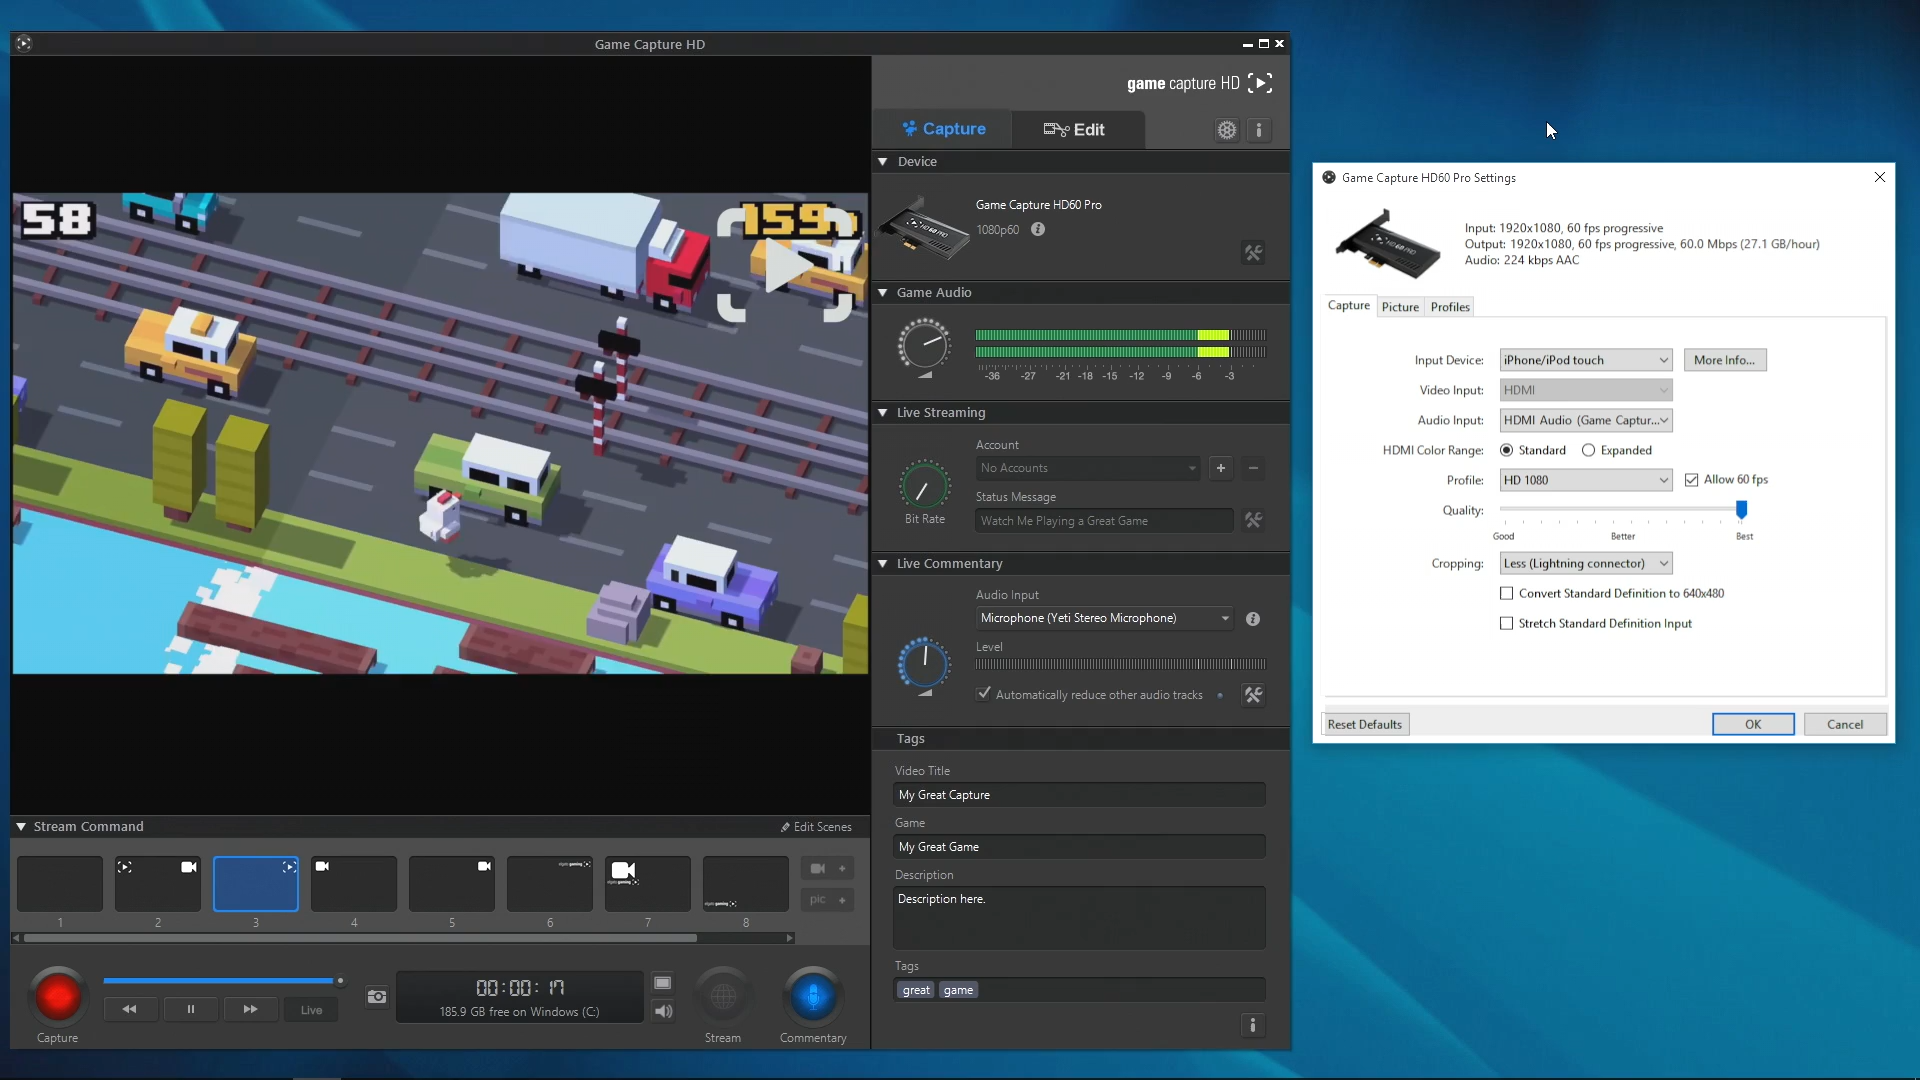 Game Capture HD
game capture HD
Capture
Edit
Device
Game Capture HD60 Pro
1080p60
Game Audio
-36 -27 -21 -18 -15 -12 -9 -6 -3
Live Streaming
Account
No Accounts
Status Message
Bit Rate
Watch Me Playing a Great Game
Live Commentary
Audio Input
Microphone (Yeti Stereo Microphone)
Level
Automatically reduce other audio tracks
Tags
Video Title
My Great Capture
Game
My Great Game
Description
Description here.
Tags
great game
58
159
Stream Command
Edit Scenes
pic
1 2 3 4 5 6 7 8
00:00:17
185.9 GB free on Windows (C:)
Live
Capture
Stream
Commentary
Game Capture HD60 Pro Settings
HD60 PRO
Input: 1920x1080, 60 fps progressive
Output: 1920x1080, 60 fps progressive, 60.0 Mbps (27.1 GB/hour)
Audio: 224 kbps AAC
Capture Picture Profiles
Input Device: iPhone/iPod touch More Info...
Video Input: HDMI
Audio Input: HDMI Audio (Game Captur...
HDMI Color Range: Standard Expanded
Profile: HD 1080 Allow 60 fps
Quality:
Good Better Best
Cropping: Less (Lightning connector)
Convert Standard Definition to 640x480
Stretch Standard Definition Input
Reset Defaults OK Cancel